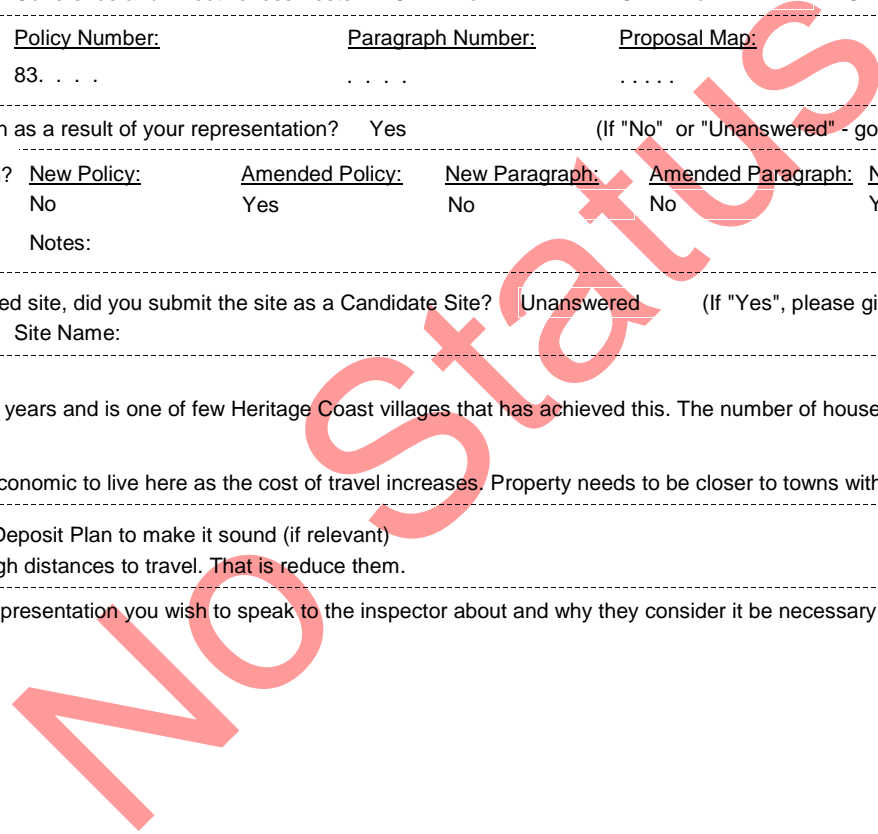 Policy Number: Paragraph Number: Proposal Map:
83. . . . . . . . . . . . .
as a result of your representation? Yes (If "No" or "Unanswered" - go
? New Policy: Amended Policy: New Paragraph: Amended Paragraph:
No Yes No No
Notes:
ed site, did you submit the site as a Candidate Site? Unanswered (If "Yes", please gi
Site Name:
years and is one of few Heritage Coast villages that has achieved this. The number of house
conomic to live here as the cost of travel increases. Property needs to be closer to towns with
Deposit Plan to make it sound (if relevant)
gh distances to travel. That is reduce them.
presentation you wish to speak to the inspector about and why they consider it be necessary
No Status